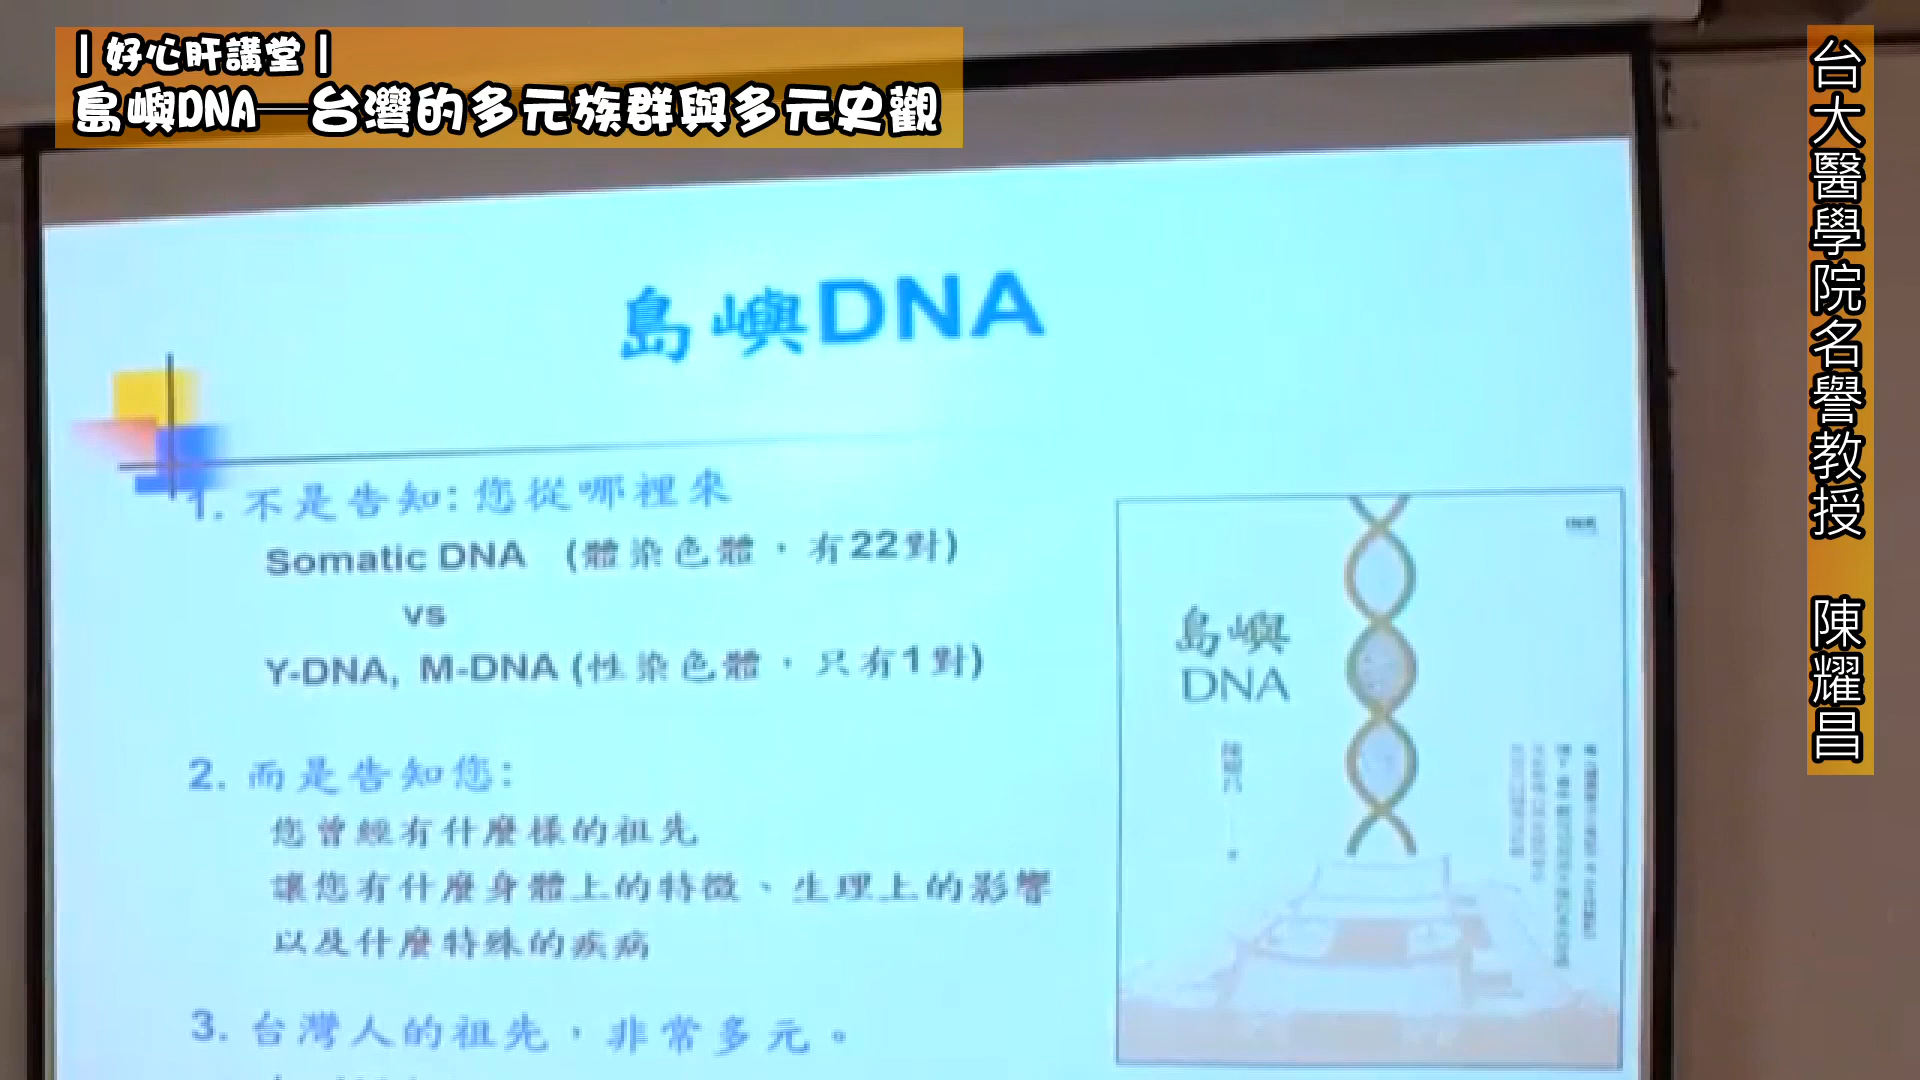 | 好心肝講堂 |
島嶼DNA—台灣的多元族群與多元史觀
台大醫學院名譽教授 陳耀昌
島嶼DNA
1. 不是告知:您從哪裡來
Somatic DNA (體染色體，有22對)
vs
Y-DNA, M-DNA (性染色體，只有1對)
2. 而是告知您:
您曾經有什麼樣的祖先
讓您有什麼身體上的特徵、生理上的影響
以及什麼特殊的疾病
3. 台灣人的祖先，非常多元。
島嶼
DNA